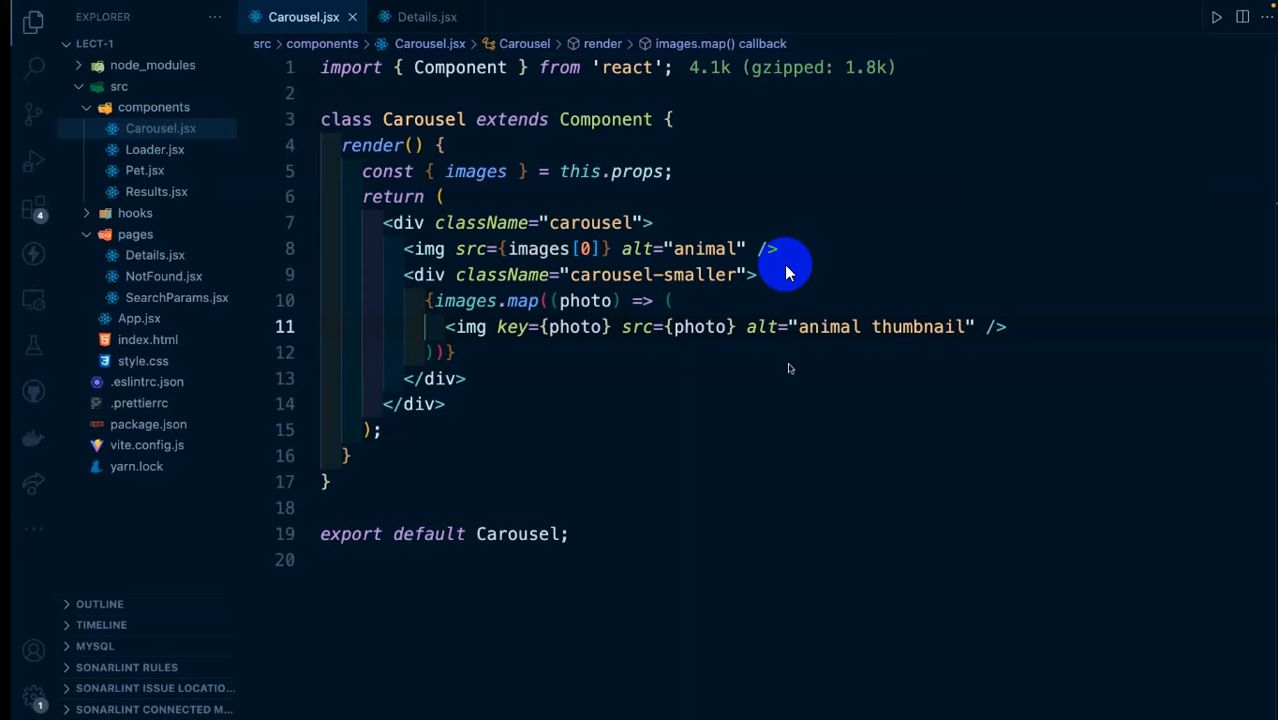 EXPLORER
Carousel.jsx
Details.jsx
LECT-1
node_modules
src
components
Carousel.jsx
Loader.jsx
Pet.jsx
Results.jsx
hooks
pages
Details.jsx
NotFound.jsx
SearchParams.jsx
App.jsx
index.html
style.css
.eslintrc.json
.prettierrc
package.json
vite.config.js
yarn.lock
OUTLINE
TIMELINE
MYSQL
SONARLINT RULES
SONARLINT ISSUE LOCATIO...
SONARLINT CONNECTED M...
4
1
src > components > Carousel.jsx > Carousel > render > images.map() callback
1 import { Component } from 'react'; 4.1k (gzipped: 1.8k)
2
3 class Carousel extends Component {
4 render() {
5 const { images } = this.props;
6 return (
7 <div className="carousel">
8 <img src={images[0]} alt="animal" />
9 <div className="carousel-smaller">
10 {images.map((photo) => (
11 <img key={photo} src={photo} alt="animal thumbnail" />
12 ))}
13 </div>
14 </div>
15 );
16 }
17 }
18
19 export default Carousel;
20